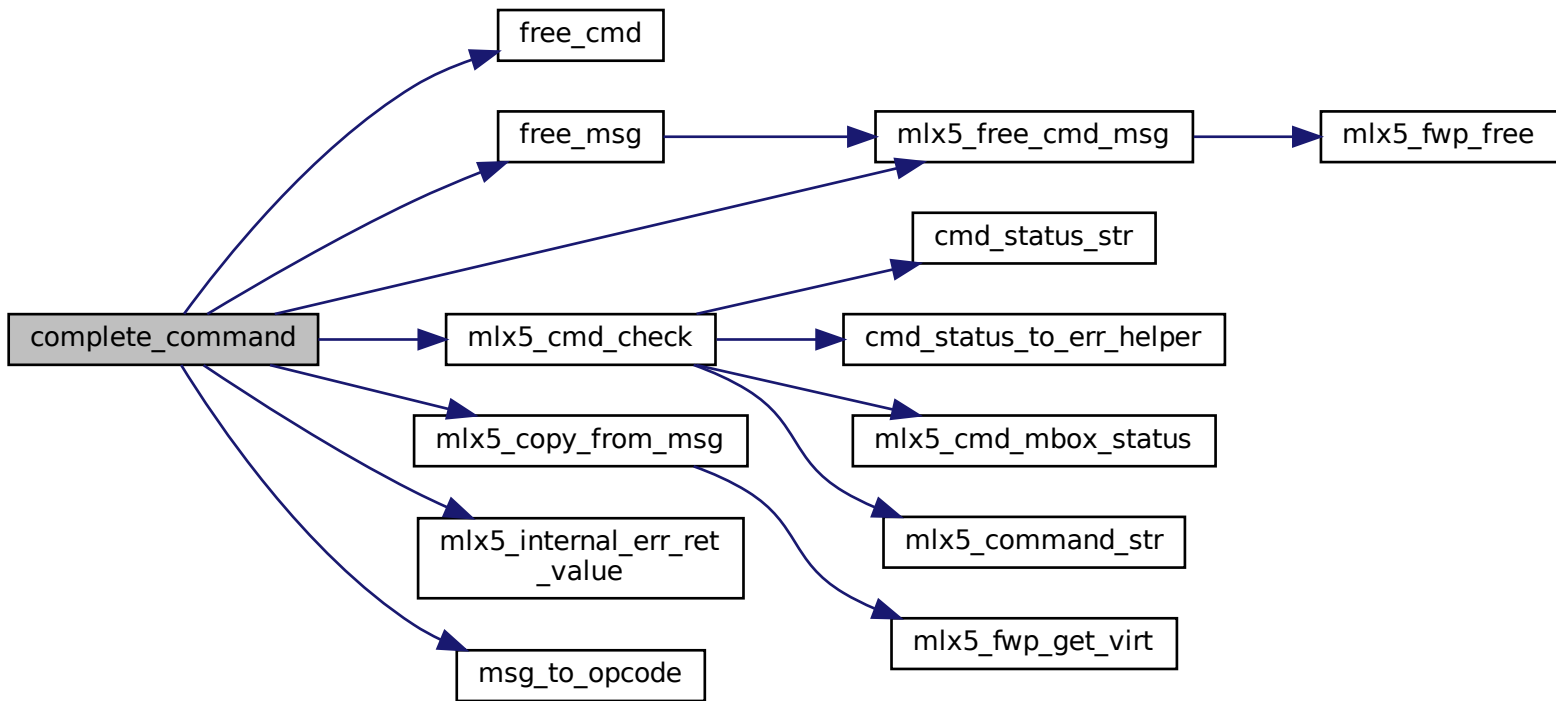 free_cmd
free_msg
mlx5_free_cmd_msg
mlx5_fwp_free
cmd_status_str
complete_command
mlx5_cmd_check
cmd_status_to_err_helper
mlx5_copy_from_msg
mlx5_cmd_mbox_status
mlx5_internal_err_ret
_value
mlx5_command_str
mlx5_fwp_get_virt
msg_to_opcode